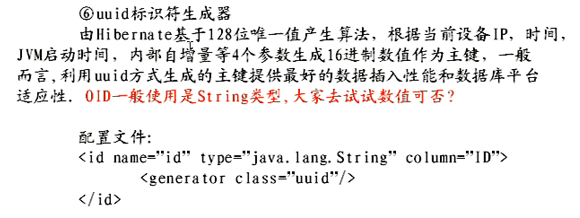 ⑥uuid标识符生成器
由Hibernate基于128位唯一值产生算法，根据当前设备IP，时间，
JVM启动时间，内部自增量等4个参数生成16进制数值作为主键，一般
而言,利用uuid方式生成的主键提供最好的数据插入性能和数据库平台
适应性．OID一般使用是String类型,大家去试试数值可否?
配置文件:
<id name="id" type="java.lang.String" column="ID">
<generator class="uuid"/>
</id>